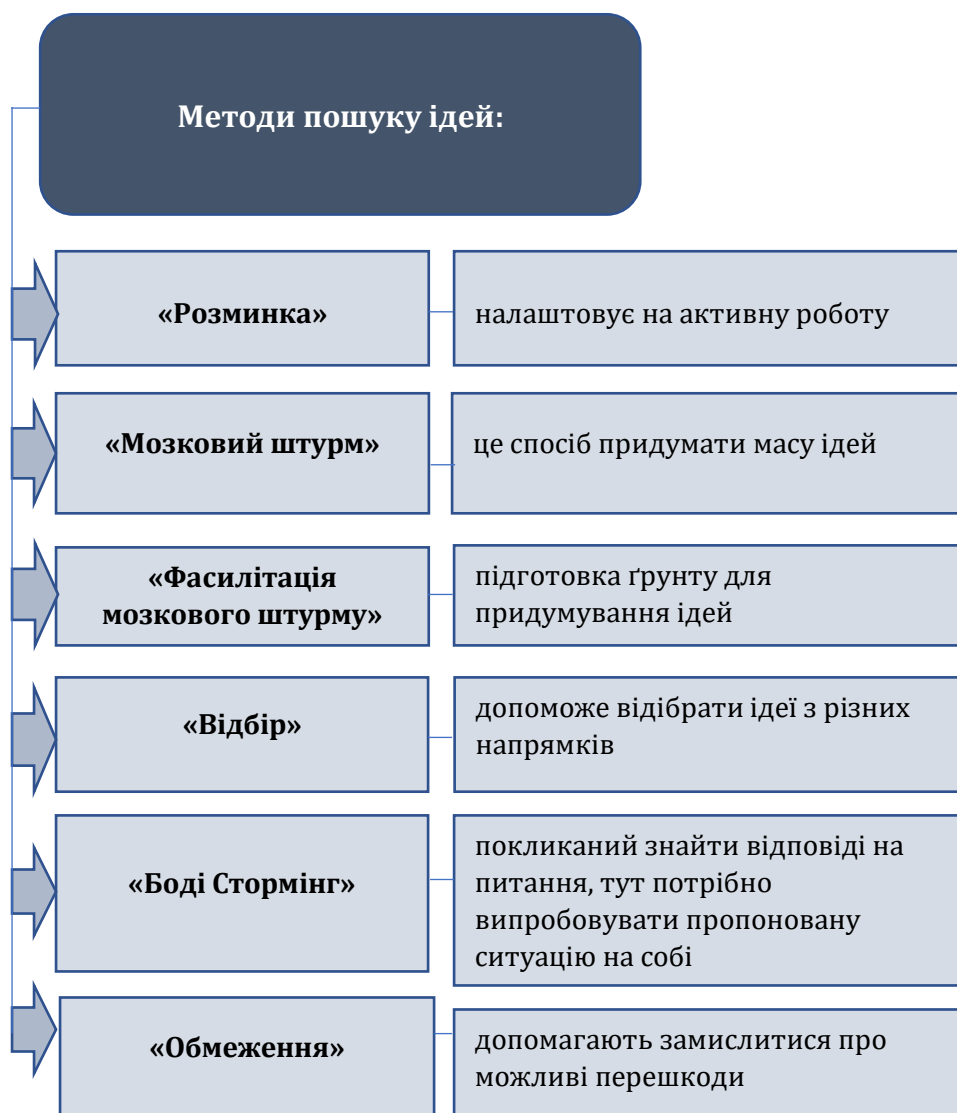 Методи пошуку ідей:
«Розминка»
налаштовує на активну роботу
«Мозковий штурм»
це спосіб придумати масу ідей
«Фасилітація
мозкового штурму»
підготовка ґрунту для
придумування ідей
«Відбір»
допоможе відібрати ідеї з різних
напрямків
«Боді Стормінг»
покликаний знайти відповіді на
питання, тут потрібно
випробовувати пропоновану
ситуацію на собі
«Обмеження»
допомагають замислитися про
можливі перешкоди